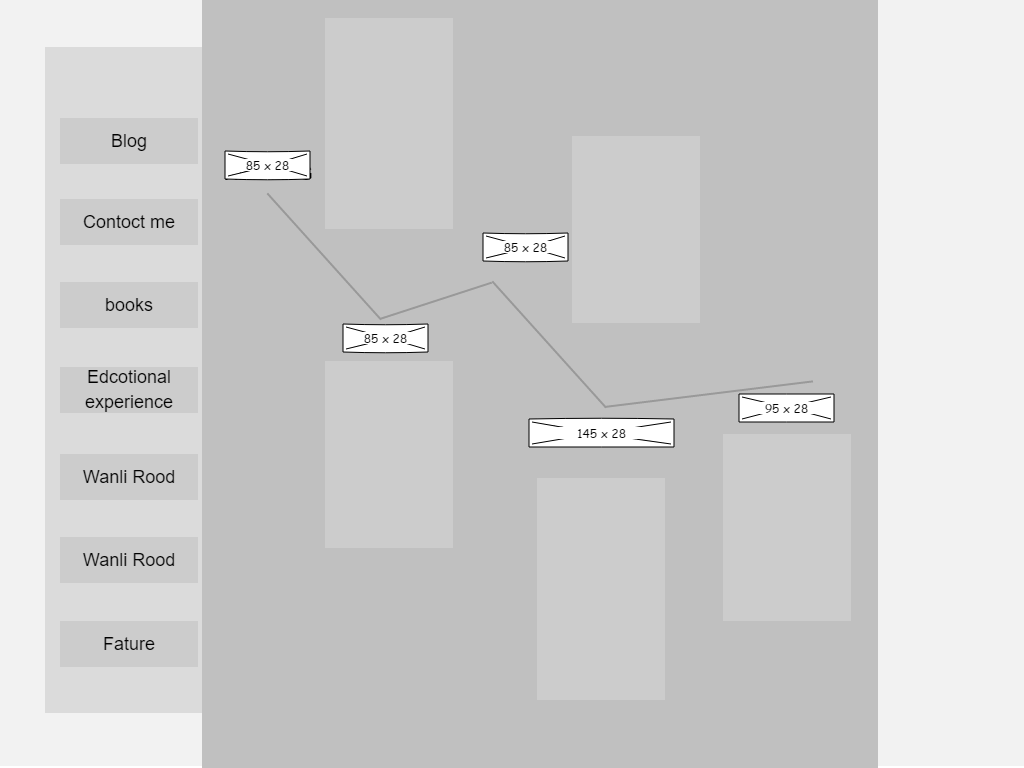 Blog
85 x 28
Contoct me
85 x 28
books
85 x 28
Edcotional
experience
95 x 28
145 x 28
Wanli Rood
Wanli Rood
Fature